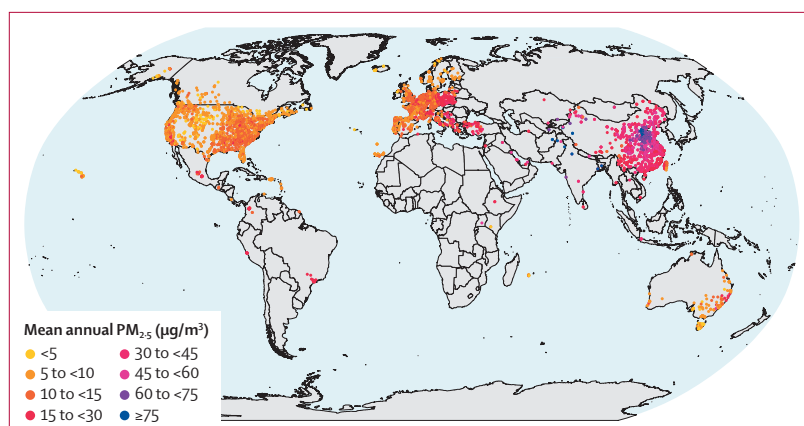 Mean annual PM₂.₅ (μg/m³)
<5
5 to <10
10 to <15
15 to <30
30 to <45
45 to <60
60 to <75
≥75